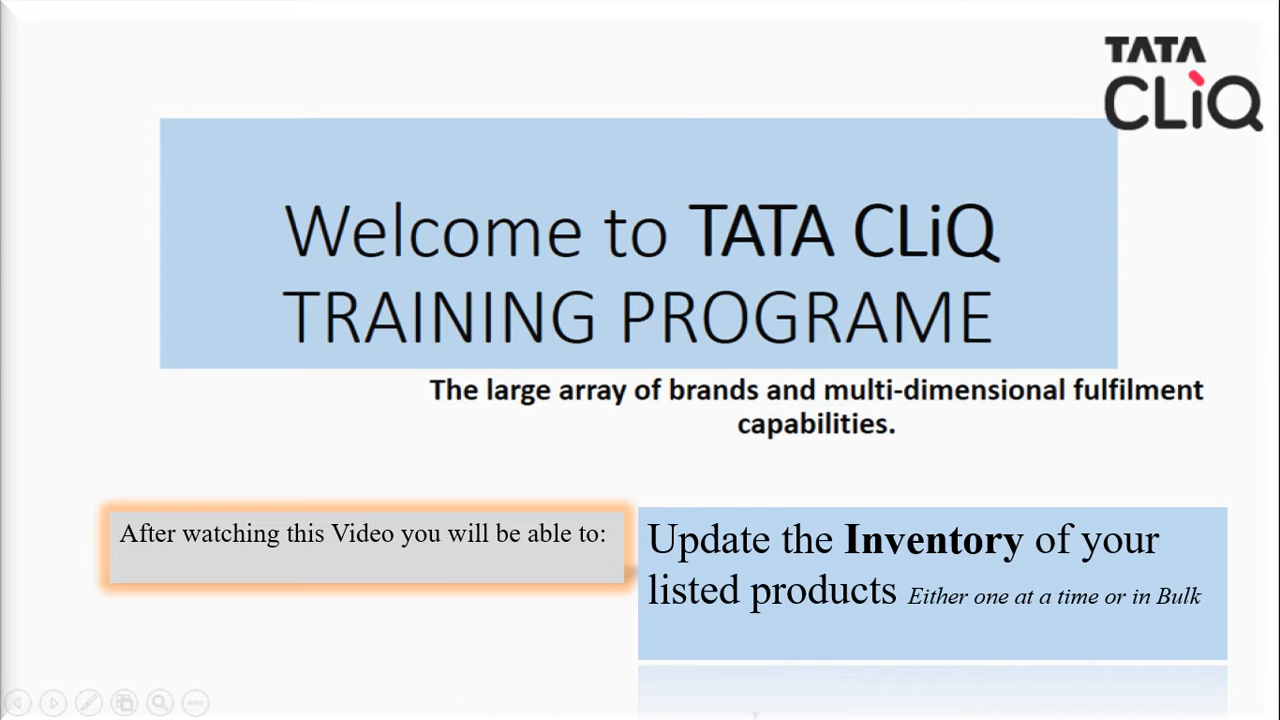 TATA
CLiQ
Welcome to TATA CLiQ
TRAINING PROGRAME
The large array of brands and multi-dimensional fulfilment
capabilities.
After watching this Video you will be able to:
Update the Inventory of your
listed products Either one at a time or in Bulk